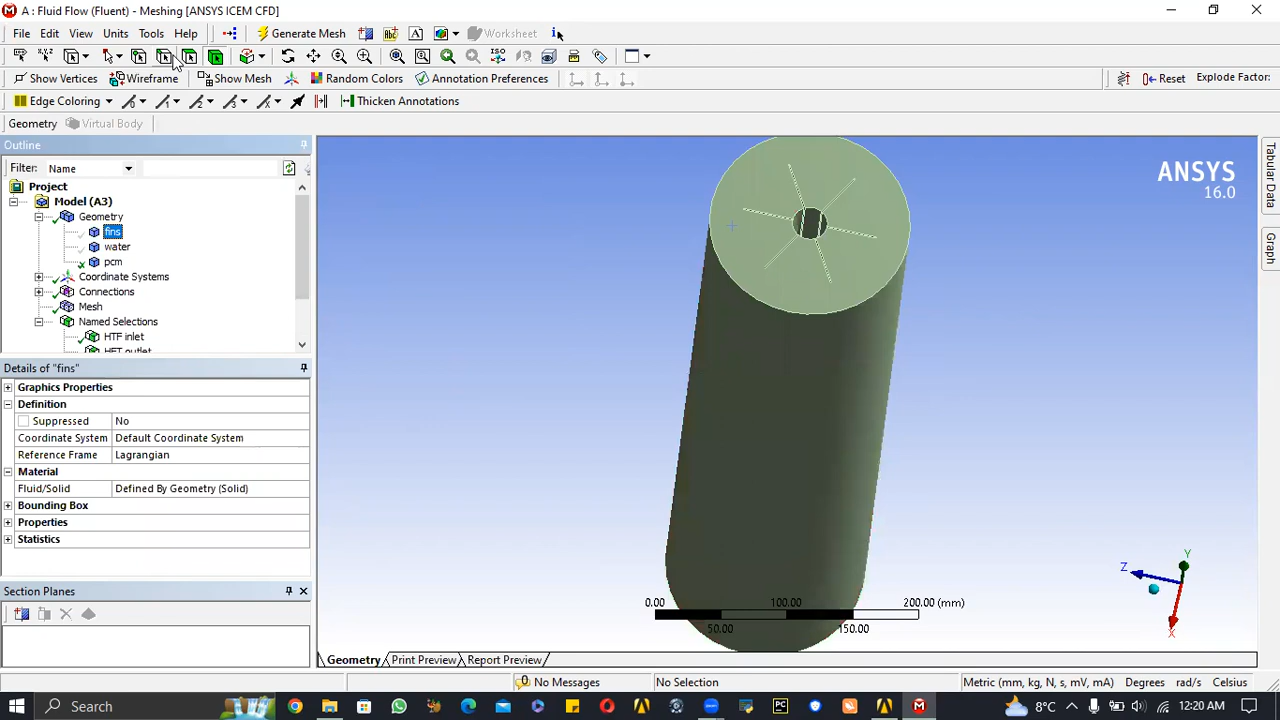 A : Fluid Flow (Fluent) - Meshing [ANSYS ICEM CFD]
File Edit View Units Tools Help Generate Mesh Worksheet
Show Vertices Wireframe Show Mesh Random Colors Annotation Preferences Reset Explode Factor:
Edge Coloring Thicken Annotations
Geometry Virtual Body
Outline
Filter: Name
Project
Model (A3)
Geometry
fins
water
pcm
Coordinate Systems
Connections
Mesh
Named Selections
HTF inlet
HFT outlet
Details of "fins"
Graphics Properties
Definition
Suppressed No
Coordinate System Default Coordinate System
Reference Frame Lagrangian
Material
Fluid/Solid Defined By Geometry (Solid)
Bounding Box
Properties
Statistics
Section Planes
ANSYS
16.0
Y
Z
X
0.00 100.00 200.00 (mm)
50.00 150.00
Geometry Print Preview Report Preview
Tabular Data
Graph
0 No Messages No Selection Metric (mm, kg, N, s, mV, mA) Degrees rad/s Celsius
Search 8°C 12:20 AM